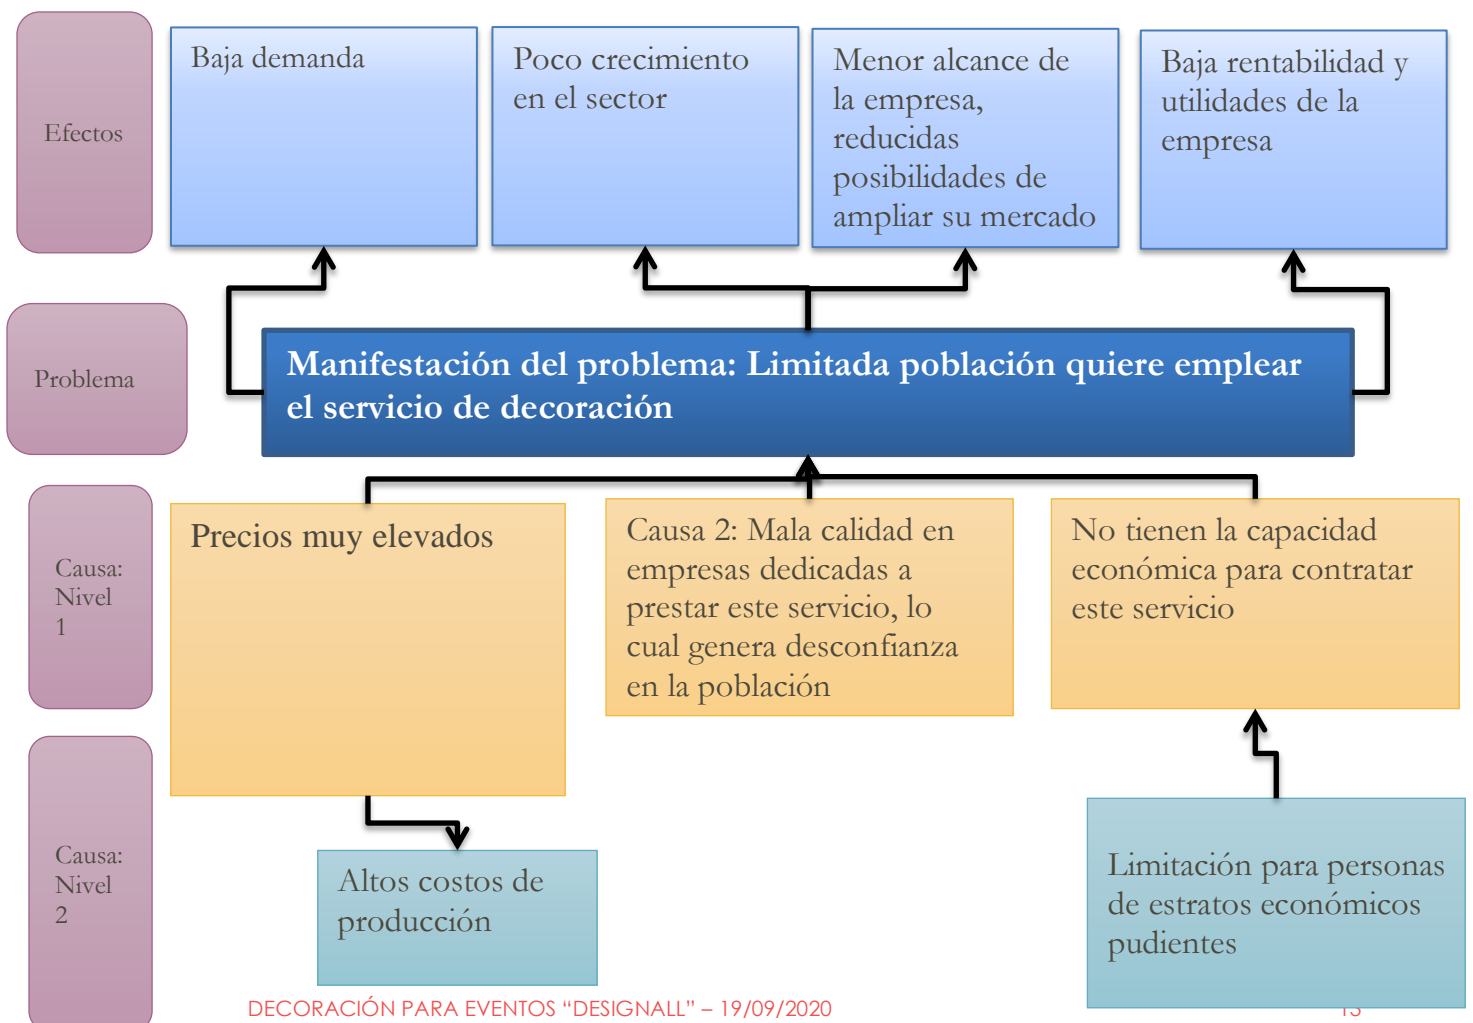 Efectos
Baja demanda
Poco crecimiento
en el sector
Menor alcance de
la empresa,
reducidas
posibilidades de
ampliar su mercado
Baja rentabilidad y
utilidades de la
empresa
Problema
Manifestación del problema: Limitada población quiere emplear
el servicio de decoración
Causa:
Nivel
1
Precios muy elevados
Causa 2: Mala calidad en
empresas dedicadas a
prestar este servicio, lo
cual genera desconfianza
en la población
No tienen la capacidad
económica para contratar
este servicio
Causa:
Nivel
2
Altos costos de
producción
Limitación para personas
de estratos económicos
pudientes
DECORACIÓN PARA EVENTOS “DESIGNALL” – 19/09/2020